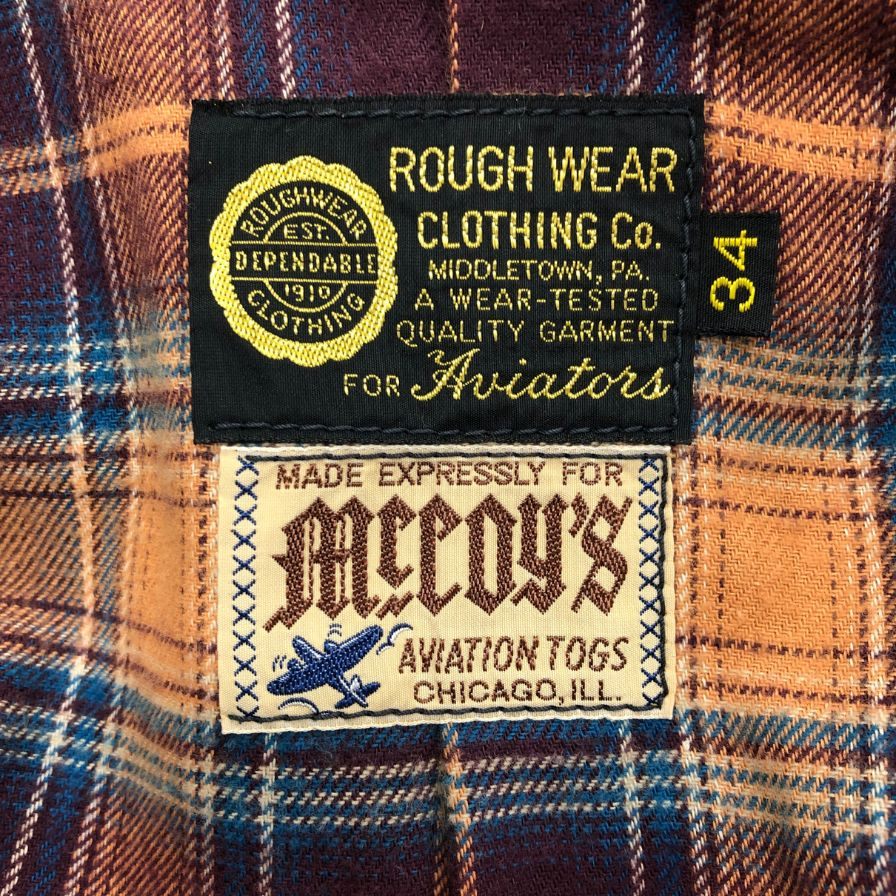 ROUGHWEAR
EST.
DEPENDABLE
1910
CLOTHING
ROUGH WEAR
CLOTHING Co.
MIDDLETOWN, PA.
A WEAR-TESTED
QUALITY GARMENT
FOR Aviators
34
MADE EXPRESSLY FOR
McCOY'S
AVIATION TOGS
CHICAGO, ILL.